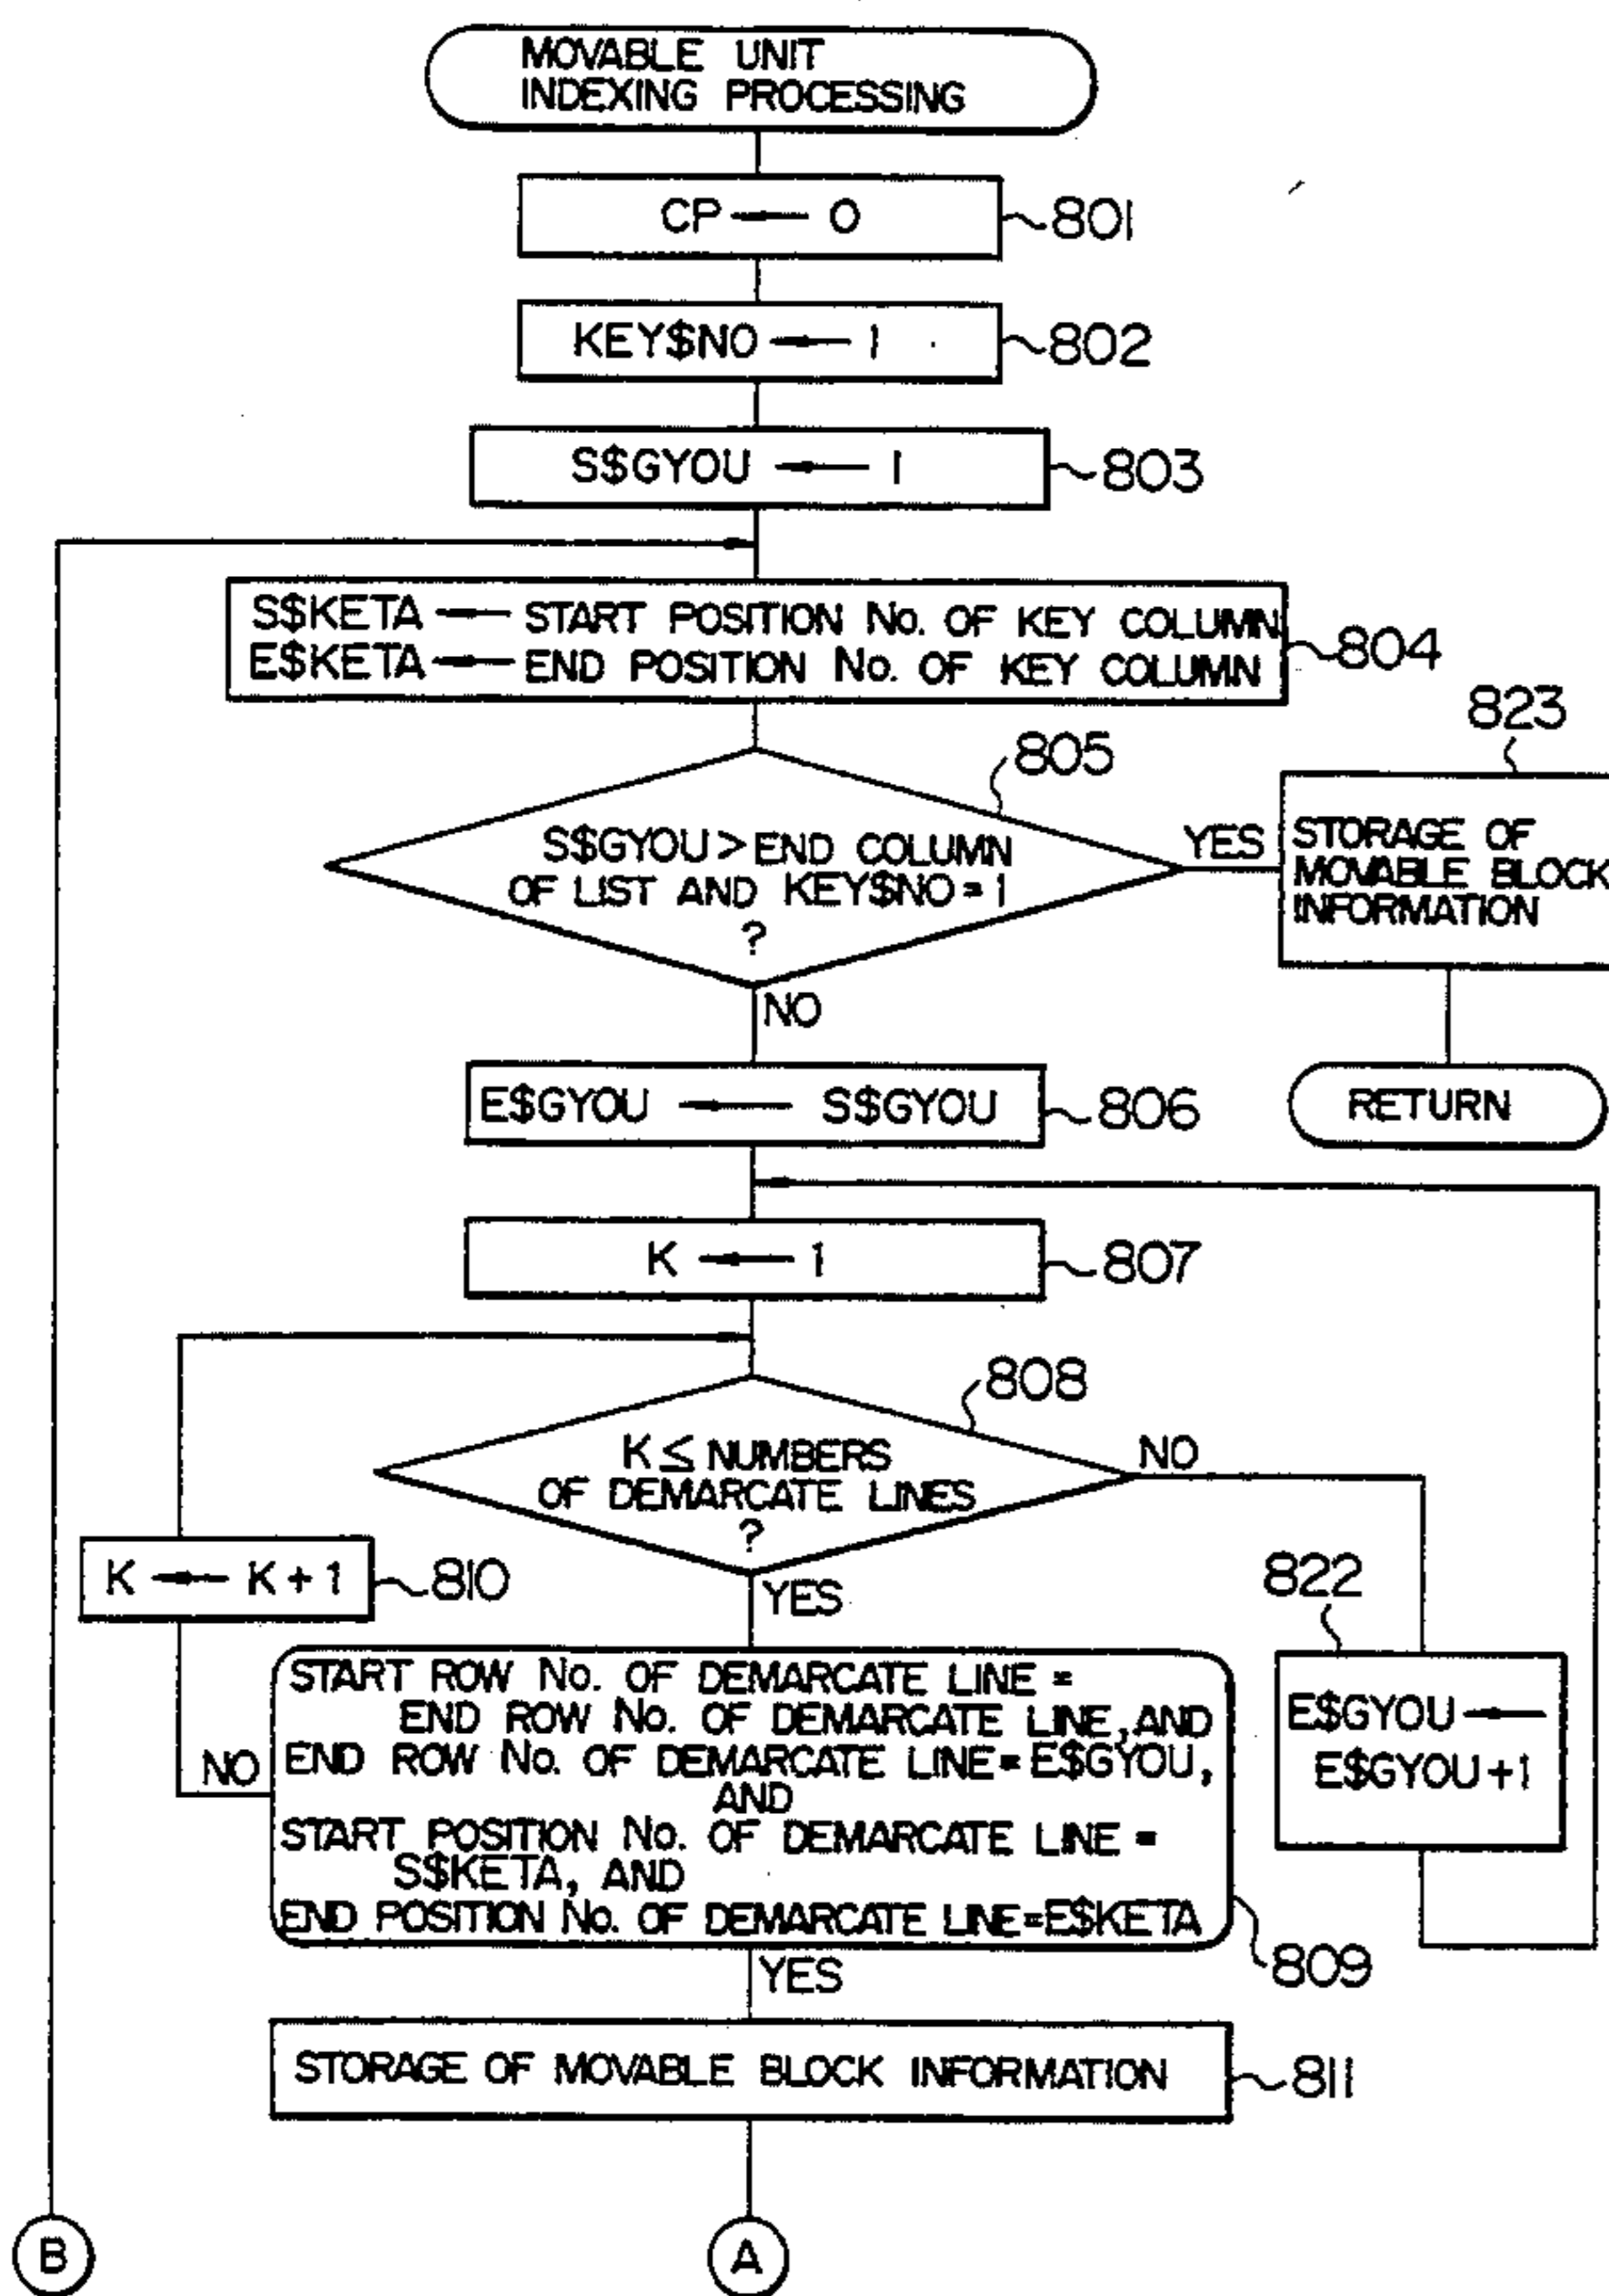 MOVABLE UNIT
INDEXING PROCESSING
CP ← 0
801
KEY$NO ← 1
802
S$GYOU ← 1
803
S$KETA ← START POSITION No. OF KEY COLUMN
E$KETA ← END POSITION No. OF KEY COLUMN
804
823
805
S$GYOU > END COLUMN
OF LIST AND KEY$NO = 1
?
YES
STORAGE OF
MOVABLE BLOCK
INFORMATION
NO
E$GYOU ← S$GYOU
806
RETURN
K ← 1
807
808
K ≤ NUMBERS
OF DEMARCATE LINES
?
NO
K ← K + 1
810
YES
822
START ROW No. OF DEMARCATE LINE =
END ROW No. OF DEMARCATE LINE, AND
END ROW No. OF DEMARCATE LINE = E$GYOU,
AND
START POSITION No. OF DEMARCATE LINE =
S$KETA, AND
END POSITION No. OF DEMARCATE LINE = E$KETA
NO
E$GYOU ←
E$GYOU + 1
809
YES
STORAGE OF MOVABLE BLOCK INFORMATION
811
B
A